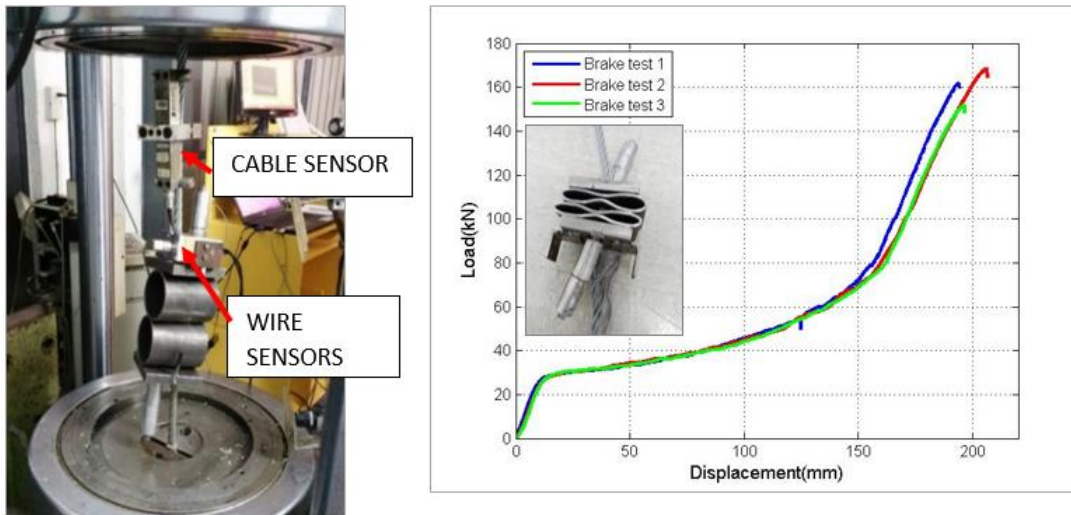 CABLE SENSOR
WIRE
SENSORS
180
160
140
120
100
80
60
40
20
0
Load(kN)
Brake test 1
Brake test 2
Brake test 3
0
50
100
150
200
Displacement(mm)